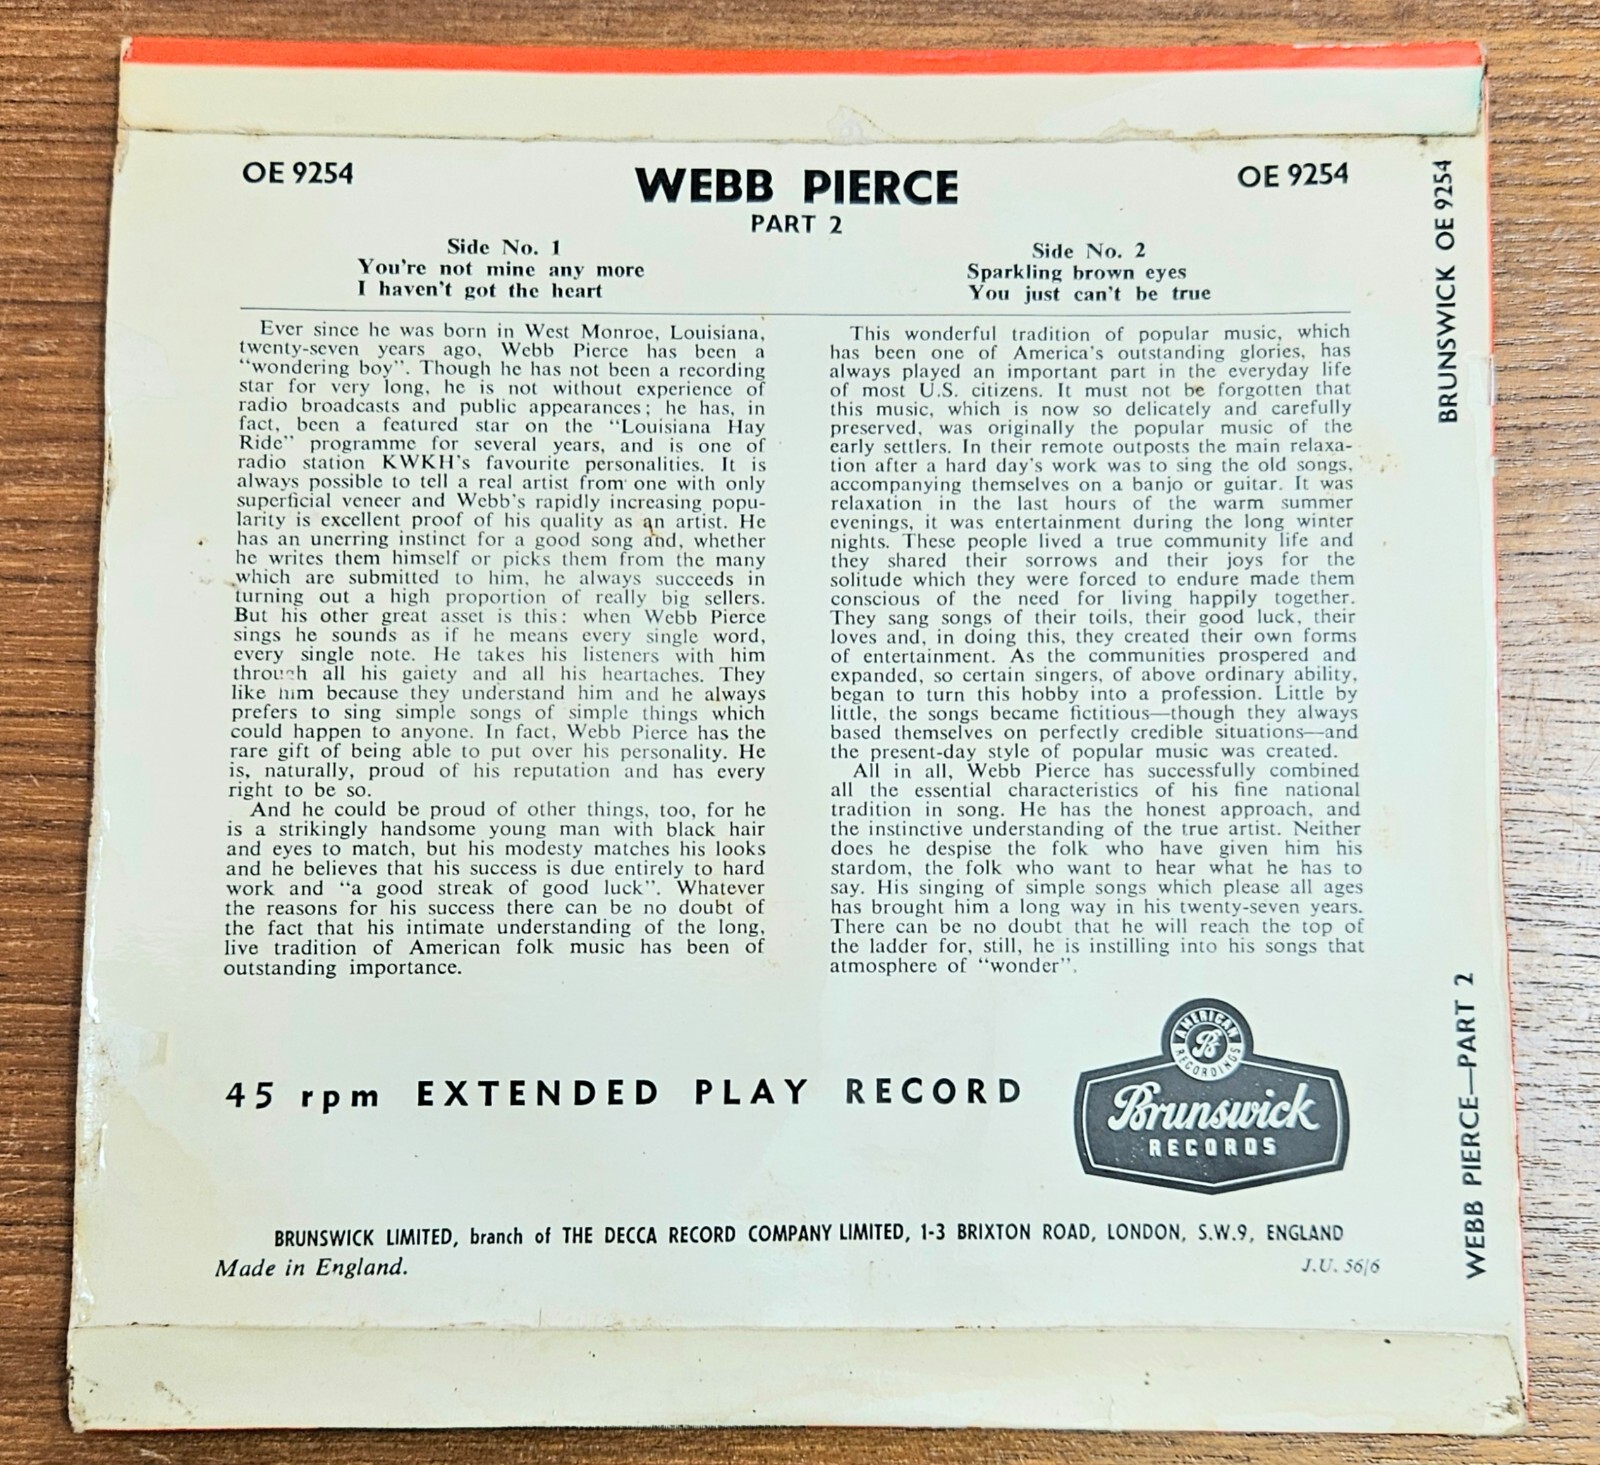 OE 9254
WEBB PIERCE
OE 9254
PART 2
Side No. 1
You're not mine any more
I haven't got the heart
Side No. 2
Sparkling brown eyes
You just can't be true
Ever since he was born in West Monroe, Louisiana,
twenty-seven years ago, Webb Pierce has been a
“wondering boy”. Though he has not been a recording
star for very long, he is not without experience of
radio broadcasts and public appearances; he has, in
fact, been a featured star on the “Louisiana Hay
Ride” programme for several years, and is one of
radio station KWKH's favourite personalities. It is
always possible to tell a real artist from one with only
superficial veneer and Webb's rapidly increasing popu-
larity is excellent proof of his quality as an artist. He
has an unerring instinct for a good song and, whether
he writes them himself or picks them from the many
which are submitted to him, he always succeeds in
turning out a high proportion of really big sellers.
But his other great asset is this: when Webb Pierce
sings he sounds as if he means every single word,
every single note. He takes his listeners with him
through all his gaiety and all his heartaches. They
like him because they understand him and he always
prefers to sing simple songs of simple things which
could happen to anyone. In fact, Webb Pierce has the
rare gift of being able to put over his personality. He
is, naturally, proud of his reputation and has every
right to be so.
And he could be proud of other things, too, for he
is a strikingly handsome young man with black hair
and eyes to match, but his modesty matches his looks
and he believes that his success is due entirely to hard
work and “a good streak of good luck”. Whatever
the reasons for his success there can be no doubt of
the fact that his intimate understanding of the long,
live tradition of American folk music has been of
outstanding importance.
This wonderful tradition of popular music, which
has been one of America's outstanding glories, has
always played an important part in the everyday life
of most U.S. citizens. It must not be forgotten that
this music, which is now so delicately and carefully
preserved, was originally the popular music of the
early settlers. In their remote outposts the main relaxa-
tion after a hard day's work was to sing the old songs,
accompanying themselves on a banjo or guitar. It was
relaxation in the last hours of the warm summer
evenings, it was entertainment during the long winter
nights. These people lived a true community life and
they shared their sorrows and their joys for the
solitude which they were forced to endure made them
conscious of the need for living happily together.
They sang songs of their toils, their good luck, their
loves and, in doing this, they created their own forms
of entertainment. As the communities prospered and
expanded, so certain singers, of above ordinary ability,
began to turn this hobby into a profession. Little by
little, the songs became fictitious—though they always
based themselves on perfectly credible situations—and
the present-day style of popular music was created.
All in all, Webb Pierce has successfully combined
all the essential characteristics of his fine national
tradition in song. He has the honest approach, and
the instinctive understanding of the true artist. Neither
does he despise the folk who have given him his
stardom, the folk who want to hear what he has to
say. His singing of simple songs which please all ages
has brought him a long way in his twenty-seven years.
There can be no doubt that he will reach the top of
the ladder for, still, he is instilling into his songs that
atmosphere of “wonder”.
45 rpm EXTENDED PLAY RECORD
AMERICAN
B
RECORDINGS
Brunswick
RECORDS
BRUNSWICK LIMITED, branch of THE DECCA RECORD COMPANY LIMITED, 1-3 BRIXTON ROAD, LONDON, S.W.9, ENGLAND
Made in England.
J.U. 56/6
BRUNSWICK OE 9254
WEBB PIERCE—PART 2